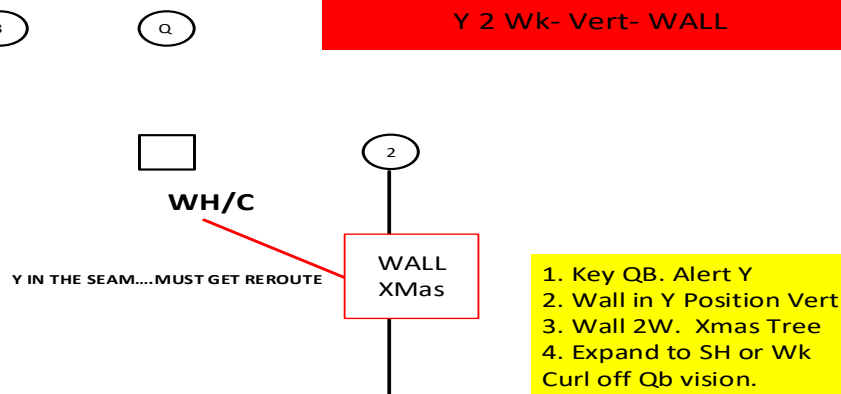 Y 2 Wk- Vert- WALL
Q
2
WH/C
Y IN THE SEAM....MUST GET REROUTE
WALL
XMas
1. Key QB. Alert Y
2. Wall in Y Position Vert
3. Wall 2W. Xmas Tree
4. Expand to SH or Wk
Curl off Qb vision.